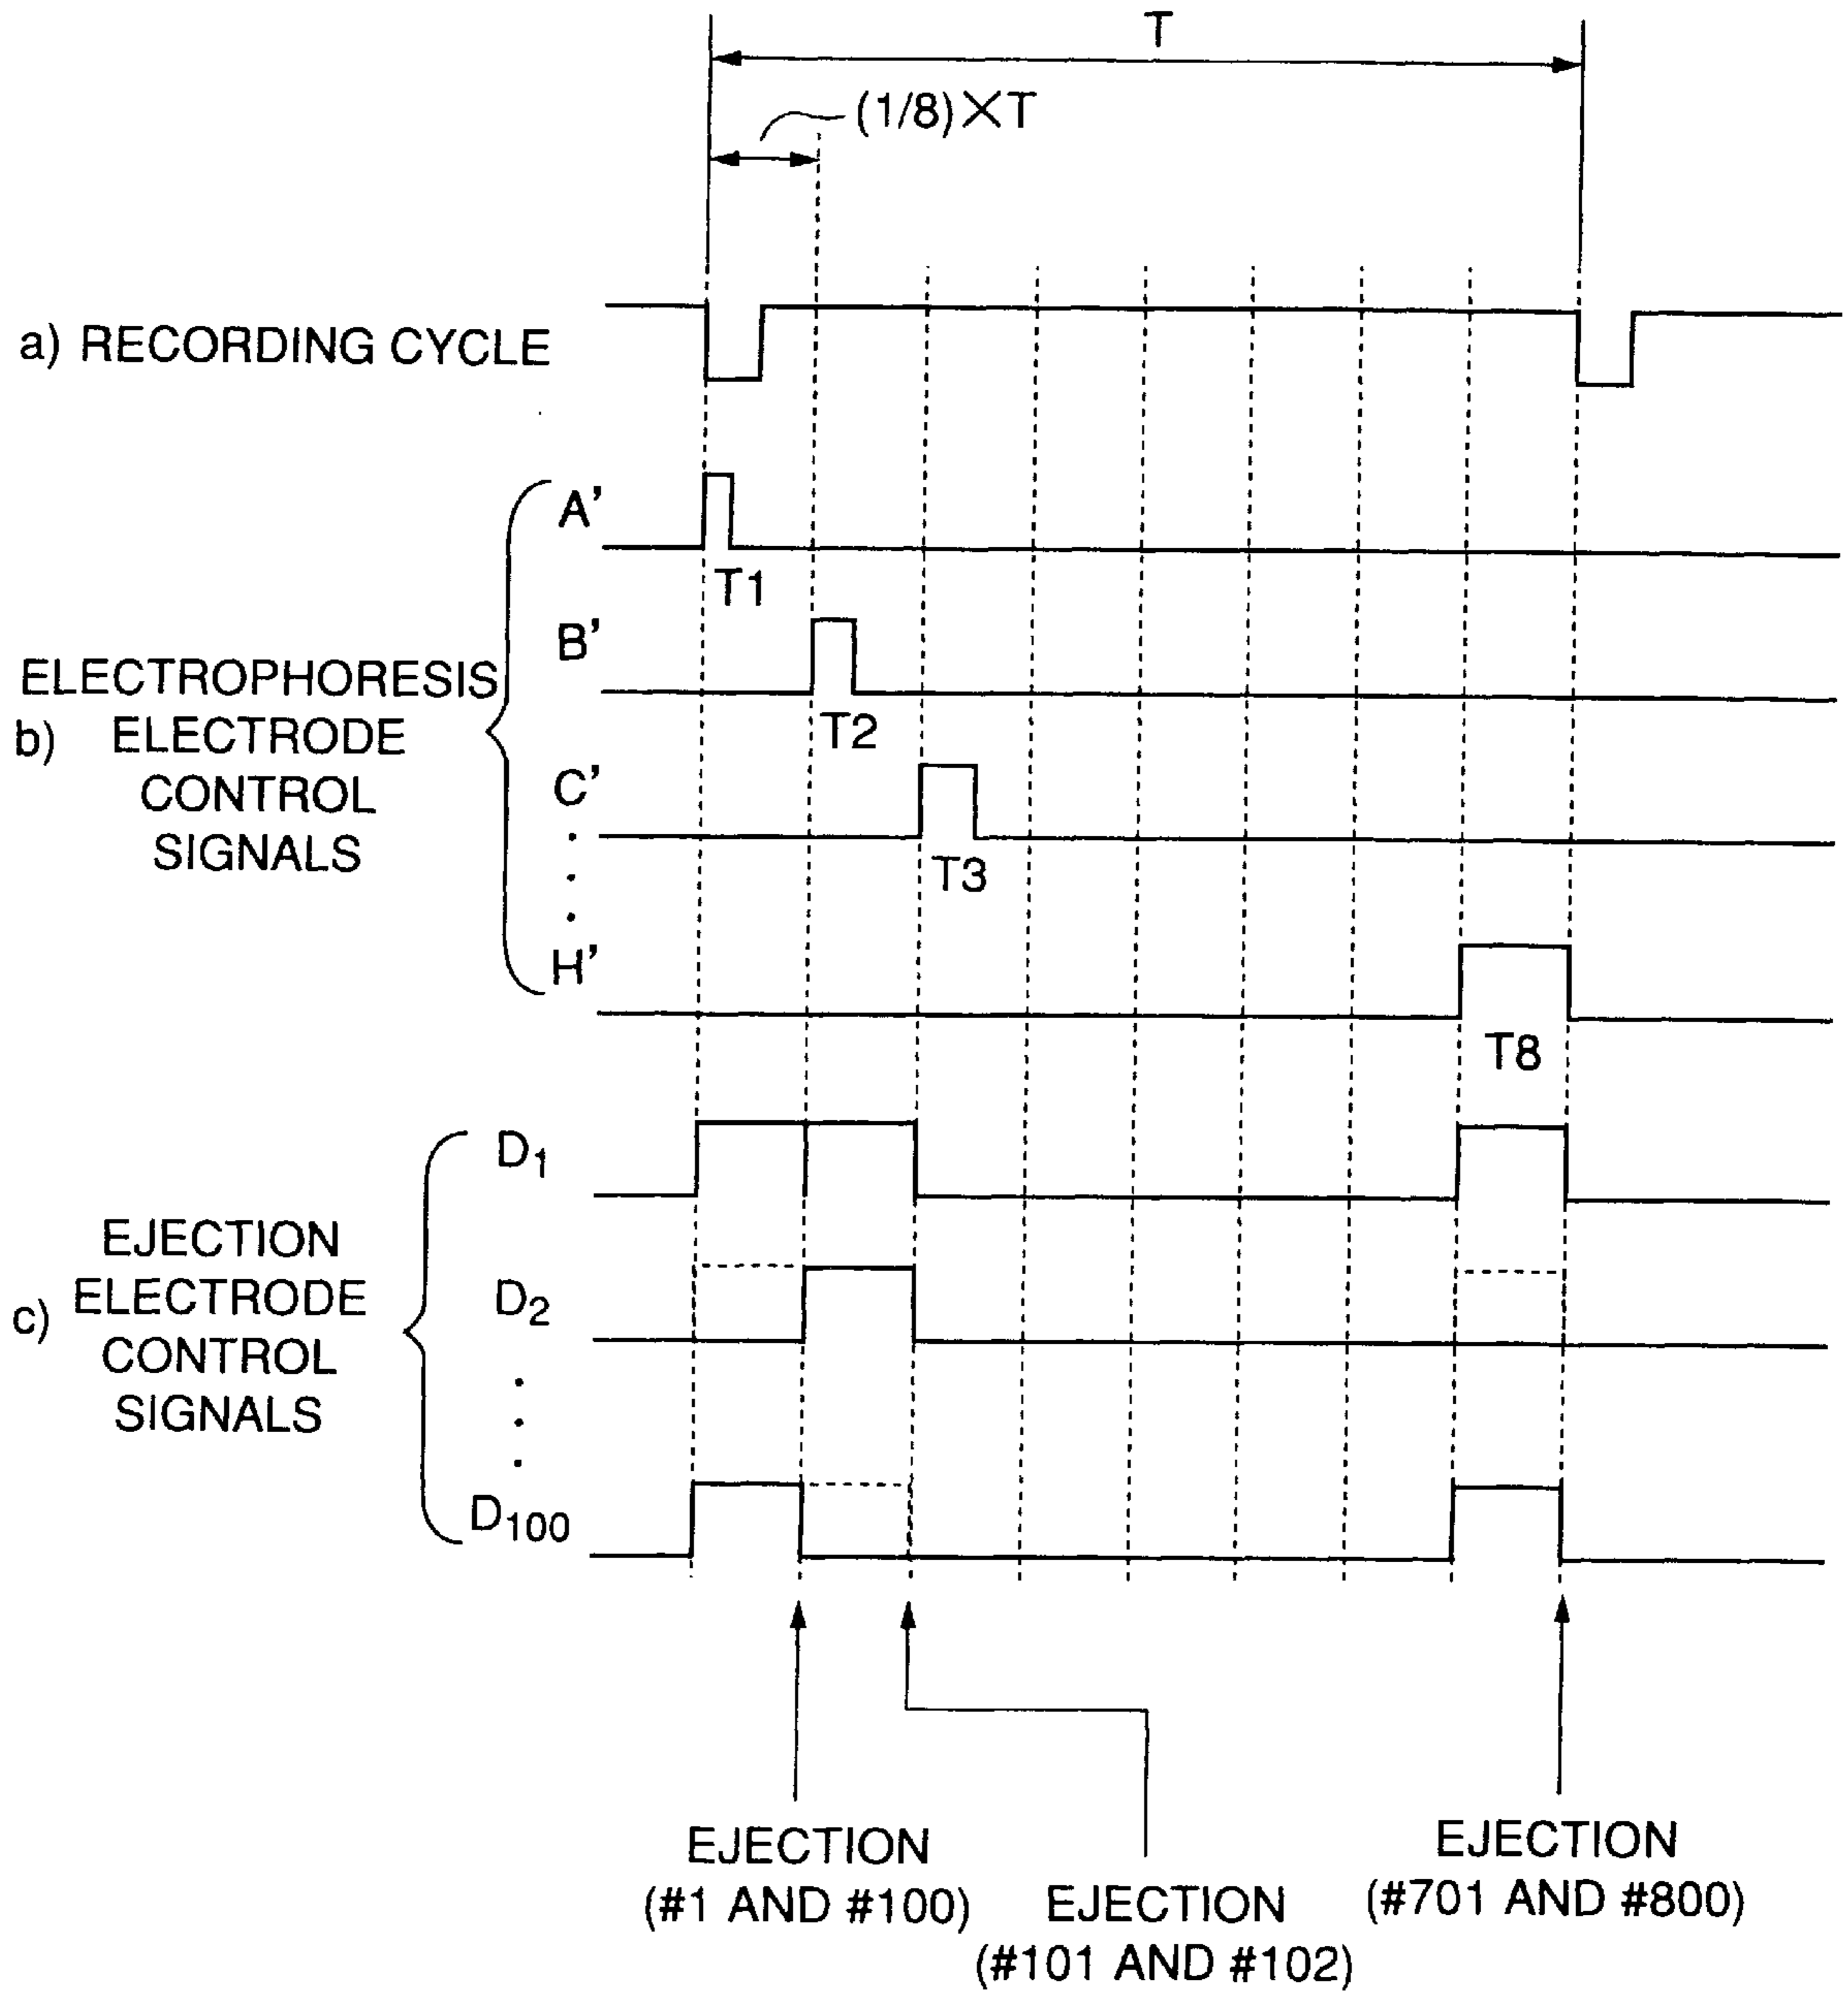 T
(1/8)×T
a) RECORDING CYCLE
A'
T1
B'
T2
b) ELECTROPHORESIS
ELECTRODE
CONTROL
SIGNALS
C'
T3
H'
T8
D1
c) EJECTION
ELECTRODE
CONTROL
SIGNALS
D2
D100
EJECTION
(#1 AND #100)
EJECTION
(#101 AND #102)
EJECTION
(#701 AND #800)